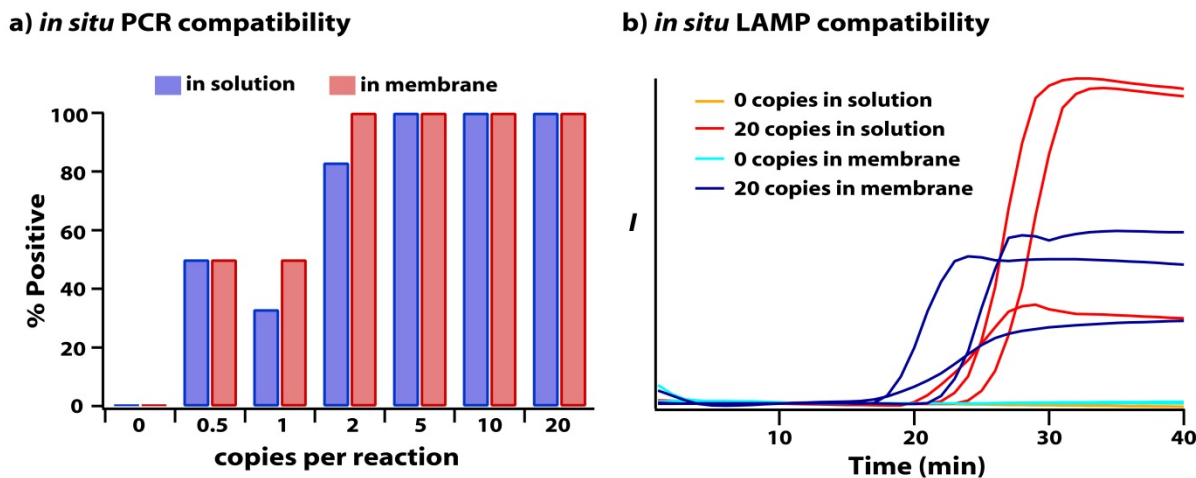 a) in situ PCR compatibility
in solution in membrane
% Positive
100
80
60
40
20
0
0 0.5 1 2 5 10 20
copies per reaction
b) in situ LAMP compatibility
0 copies in solution
20 copies in solution
0 copies in membrane
20 copies in membrane
I
10 20 30 40
Time (min)